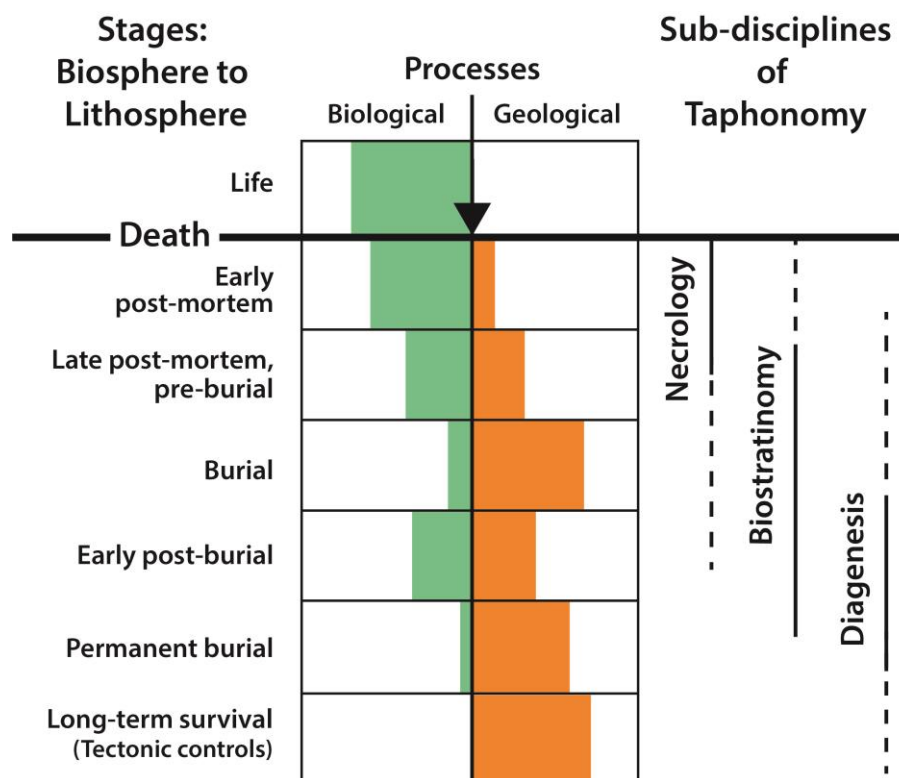 Stages:
Biosphere to
Lithosphere
Processes
Biological
Geological
Sub-disciplines
of
Taphonomy
Life
Death
Early
post-mortem
Late post-mortem,
pre-burial
Burial
Early post-burial
Permanent burial
Long-term survival
(Tectonic controls)
Necrology
Biostratinomy
Diagenesis